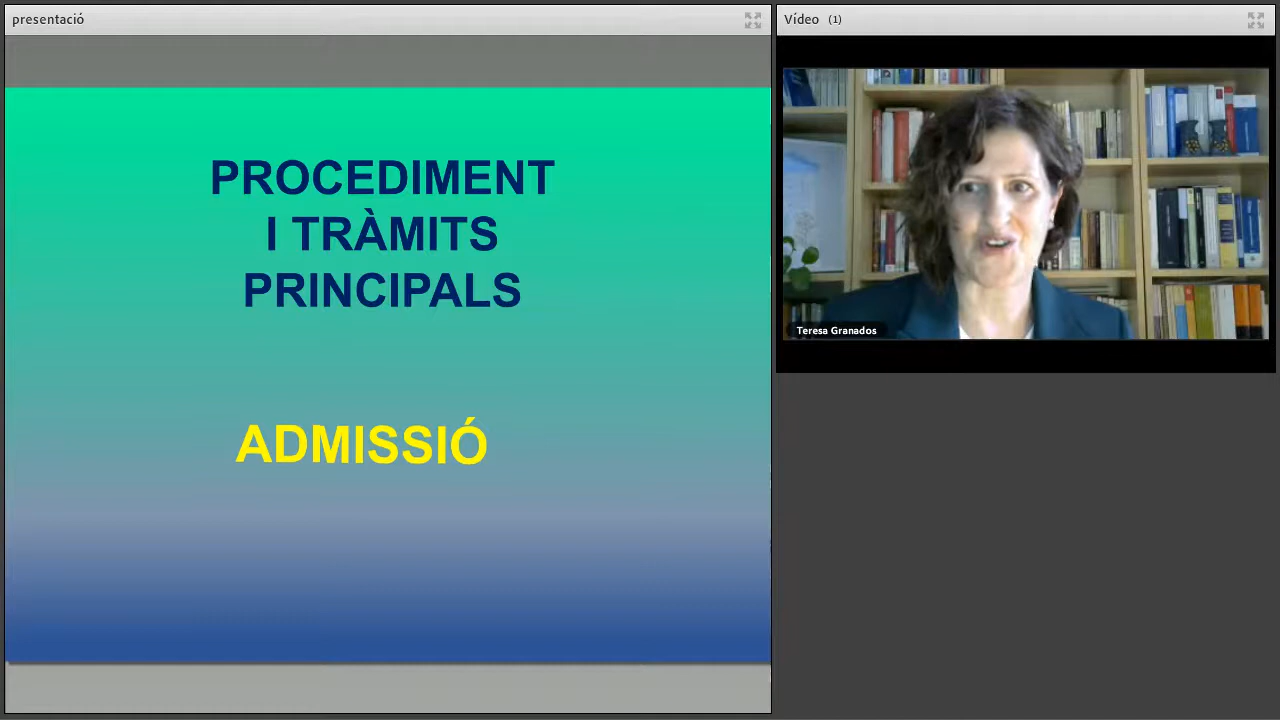 presentació
PROCEDIMENT
I TRÀMITS
PRINCIPALS
ADMISSIÓ
Vídeo (1)
Teresa Granados